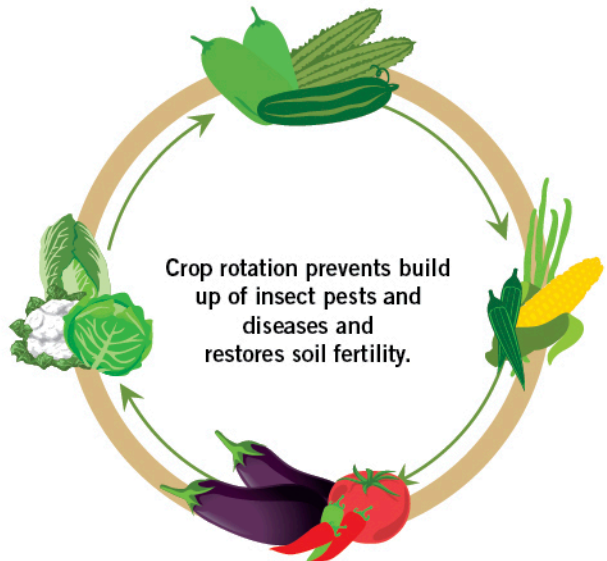 Crop rotation prevents build
up of insect pests and
diseases and
restores soil fertility.